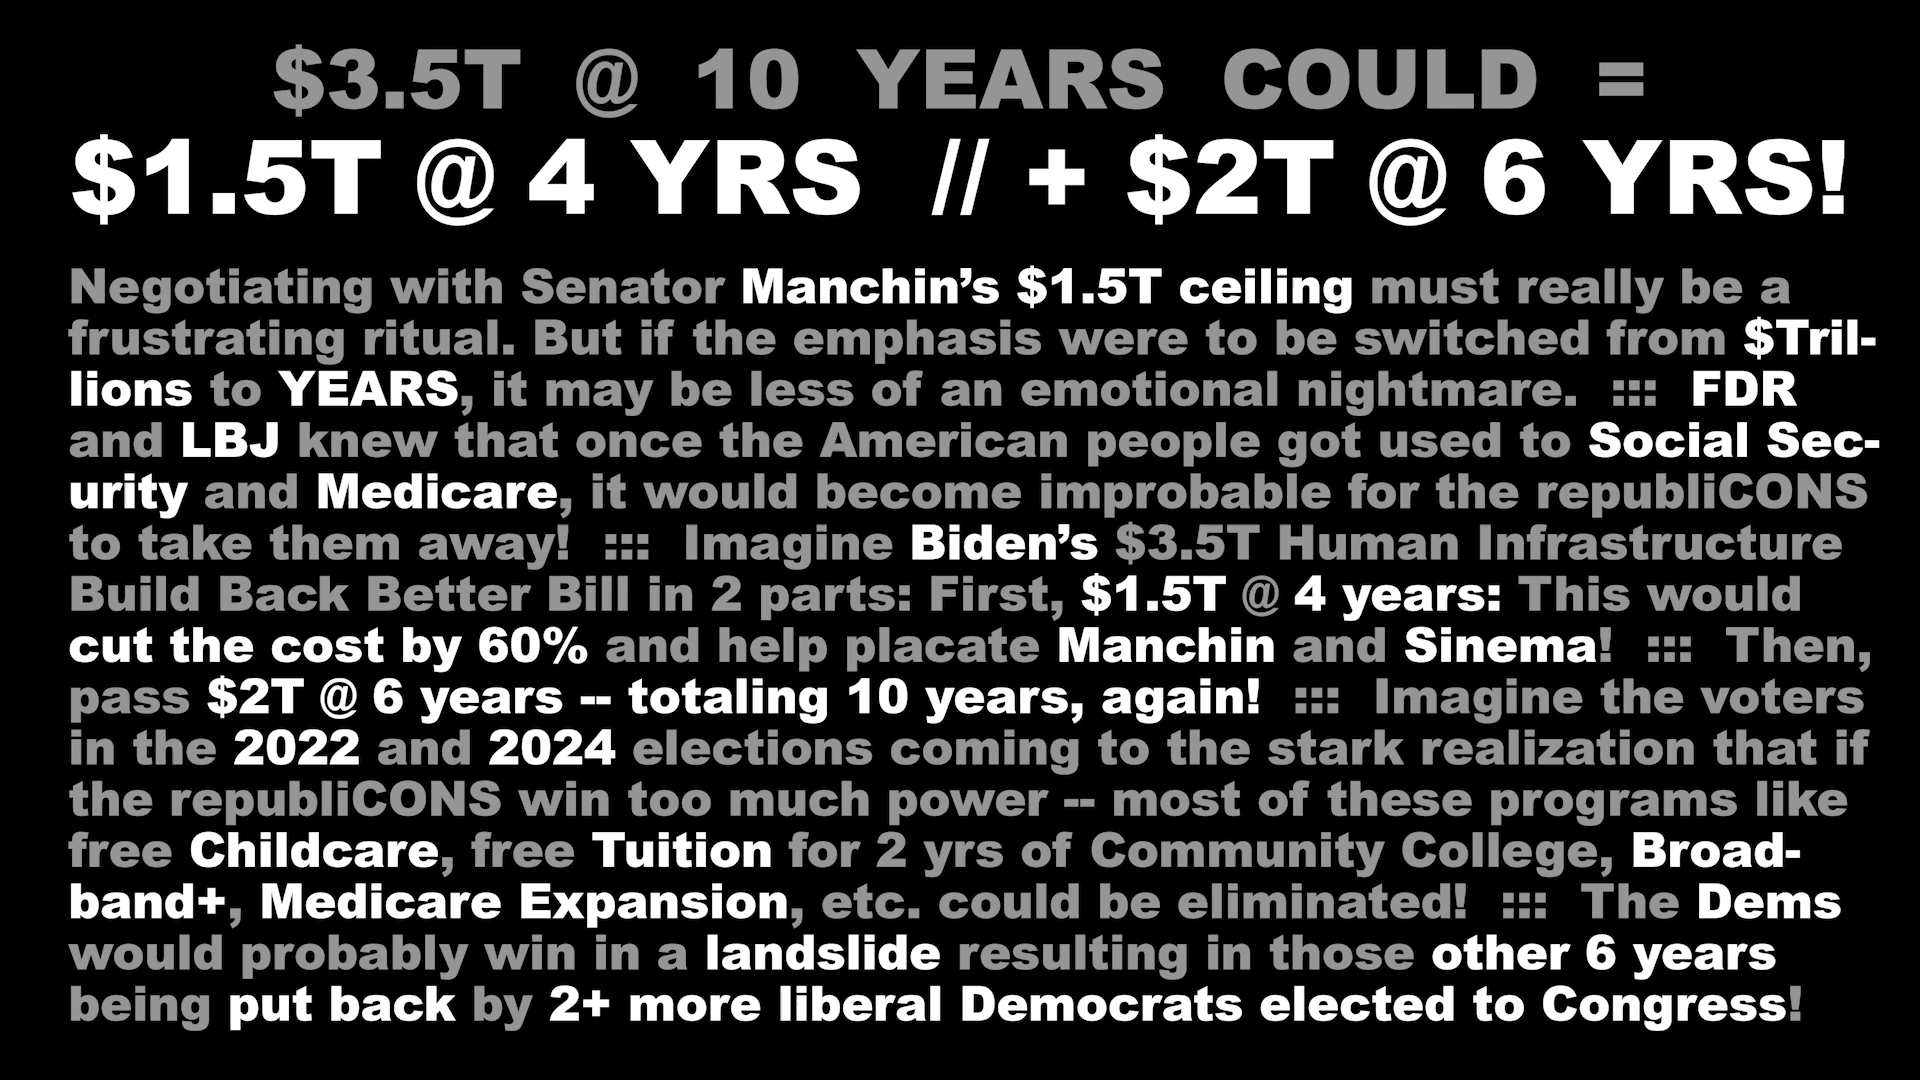 $3.5T @ 10 YEARS COULD =
$1.5T @ 4 YRS // + $2T @ 6 YRS!
Negotiating with Senator Manchin’s $1.5T ceiling must really be a
frustrating ritual. But if the emphasis were to be switched from $Tril-
lions to YEARS, it may be less of an emotional nightmare. ::: FDR
and LBJ knew that once the American people got used to Social Sec-
urity and Medicare, it would become improbable for the republiCONS
to take them away! ::: Imagine Biden’s $3.5T Human Infrastructure
Build Back Better Bill in 2 parts: First, $1.5T @ 4 years: This would
cut the cost by 60% and help placate Manchin and Sinema! ::: Then,
pass $2T @ 6 years -- totaling 10 years, again! ::: Imagine the voters
in the 2022 and 2024 elections coming to the stark realization that if
the republiCONS win too much power -- most of these programs like
free Childcare, free Tuition for 2 yrs of Community College, Broad-
band+, Medicare Expansion, etc. could be eliminated! ::: The Dems
would probably win in a landslide resulting in those other 6 years
being put back by 2+ more liberal Democrats elected to Congress!